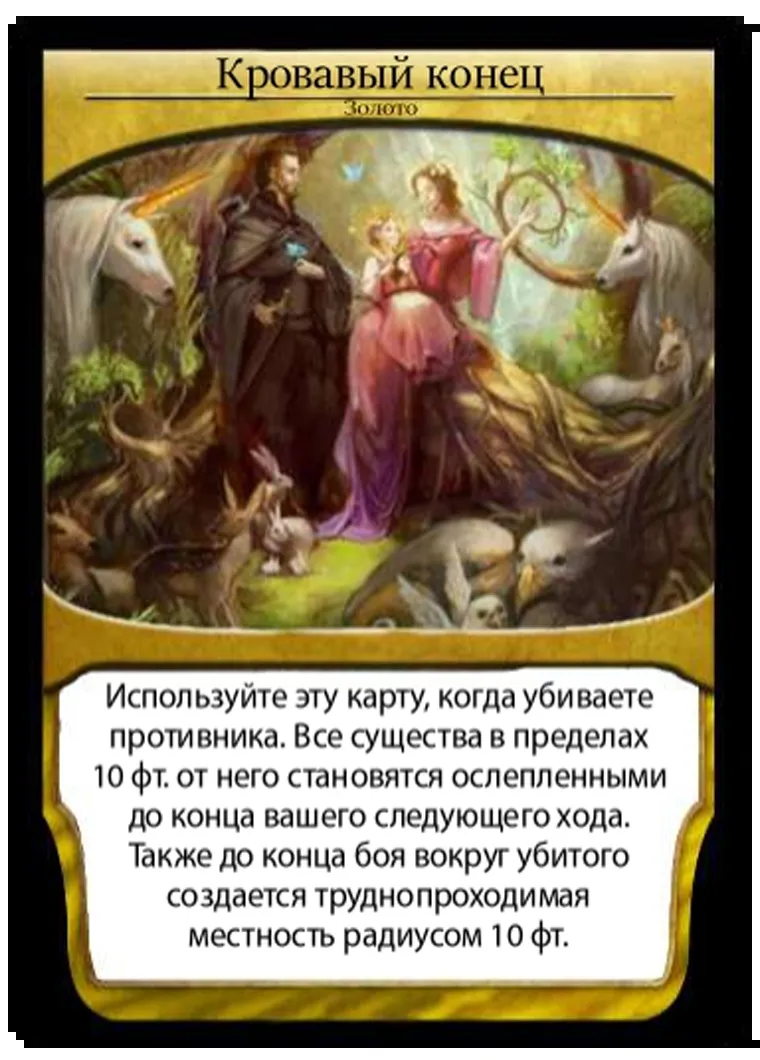 Кровавый конец
Золото
Используйте эту карту, когда убиваете
противника. Все существа в пределах
10 фт. от него становятся ослепленными
до конца вашего следующего хода.
Также до конца боя вокруг убитого
создается труднопроходимая
местность радиусом 10 фт.